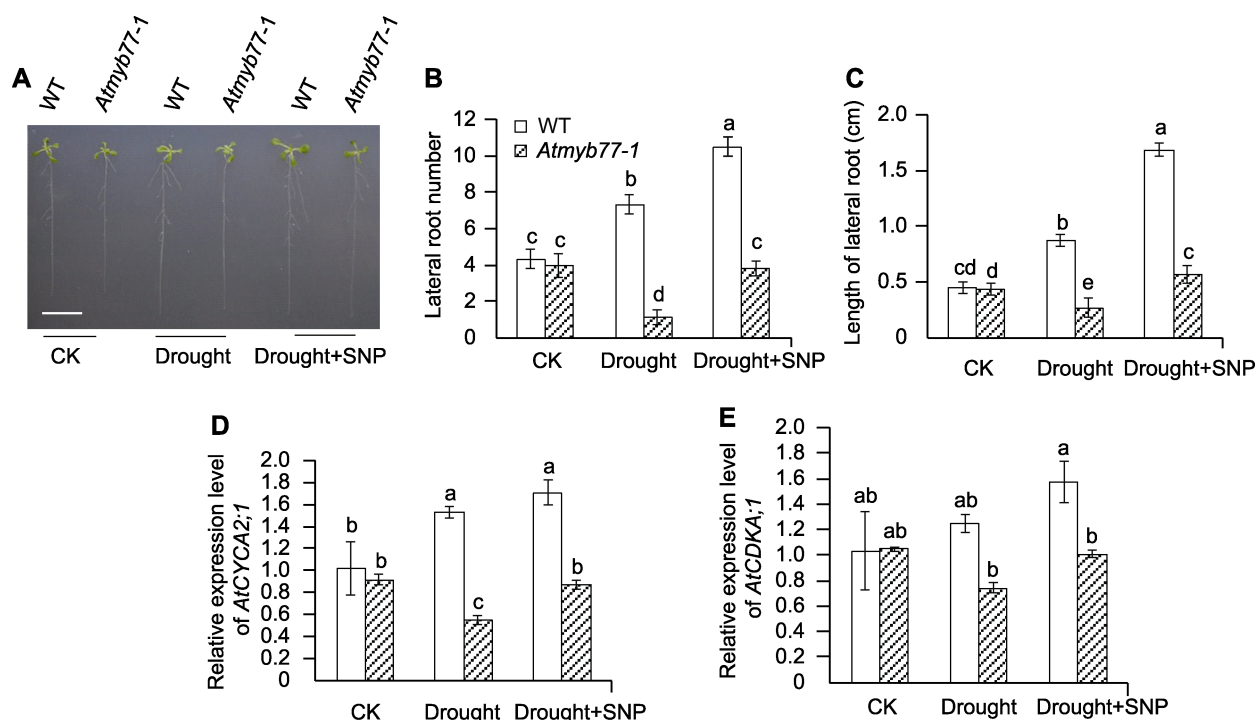 A
WT
Atmyb77-1
WT
Atmyb77-1
WT
Atmyb77-1
CK
Drought
Drought+SNP
B
Lateral root number
12
10
8
6
4
2
0
WT
Atmyb77-1
c
c
b
d
a
c
CK
Drought
Drought+SNP
C
Length of lateral root (cm)
2.0
1.5
1.0
0.5
0
cd
d
b
e
a
c
CK
Drought
Drought+SNP
D
Relative expression level
of AtCYCA2;1
2.0
1.8
1.6
1.4
1.2
1.0
0.8
0.6
0.4
0.2
0
b
b
a
c
a
b
CK
Drought
Drought+SNP
E
Relative expression level
of AtCDKA;1
2.0
1.8
1.6
1.4
1.2
1.0
0.8
0.6
0.4
0.2
0
ab
ab
ab
b
a
b
CK
Drought
Drought+SNP